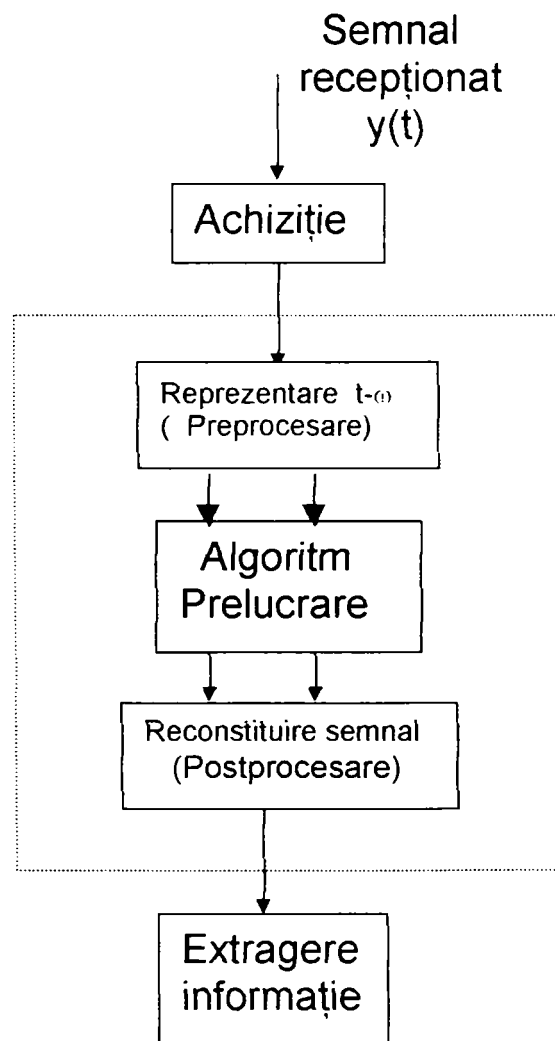 Semnal
recepționat
y(t)
Achiziție
Reprezentare t-ω
( Preprocesare)
Algoritm
Prelucrare
Reconstituire semnal
(Postprocesare)
Extragere
informație